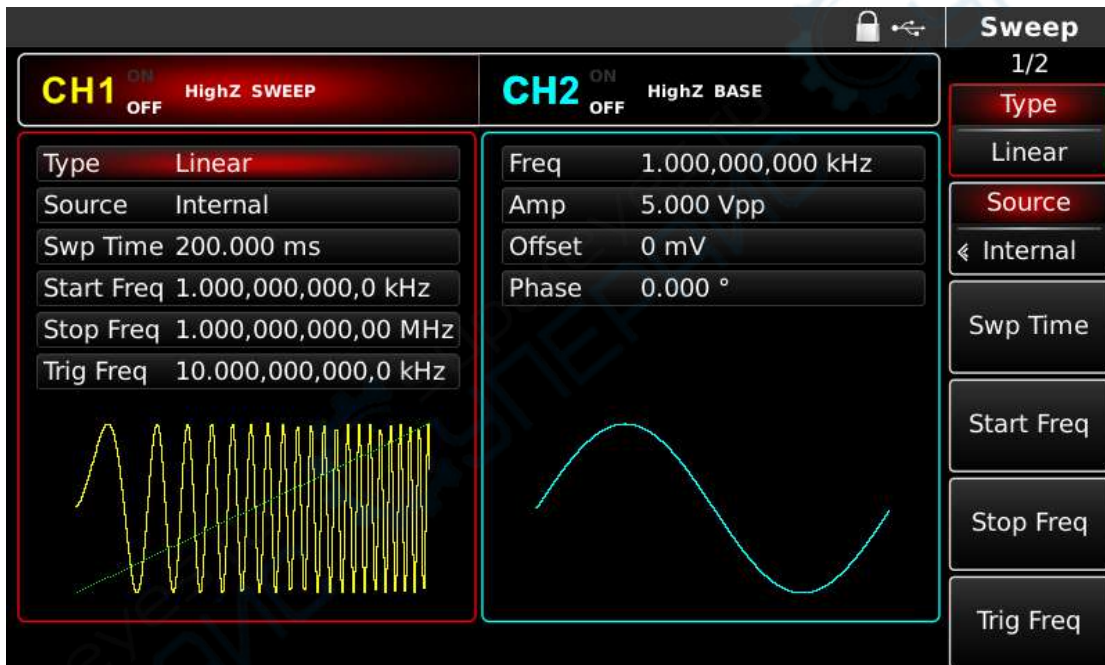 Sweep
1/2
CH1 ON OFF HighZ SWEEP
CH2 ON OFF HighZ BASE
Type Linear
Source Internal
Swp Time 200.000 ms
Start Freq 1.000,000,000,0 kHz
Stop Freq 1.000,000,000,00 MHz
Trig Freq 10.000,000,000,0 kHz
Freq 1.000,000,000 kHz
Amp 5.000 Vpp
Offset 0 mV
Phase 0.000 °
Type
Linear
Source
Internal
Swp Time
Start Freq
Stop Freq
Trig Freq